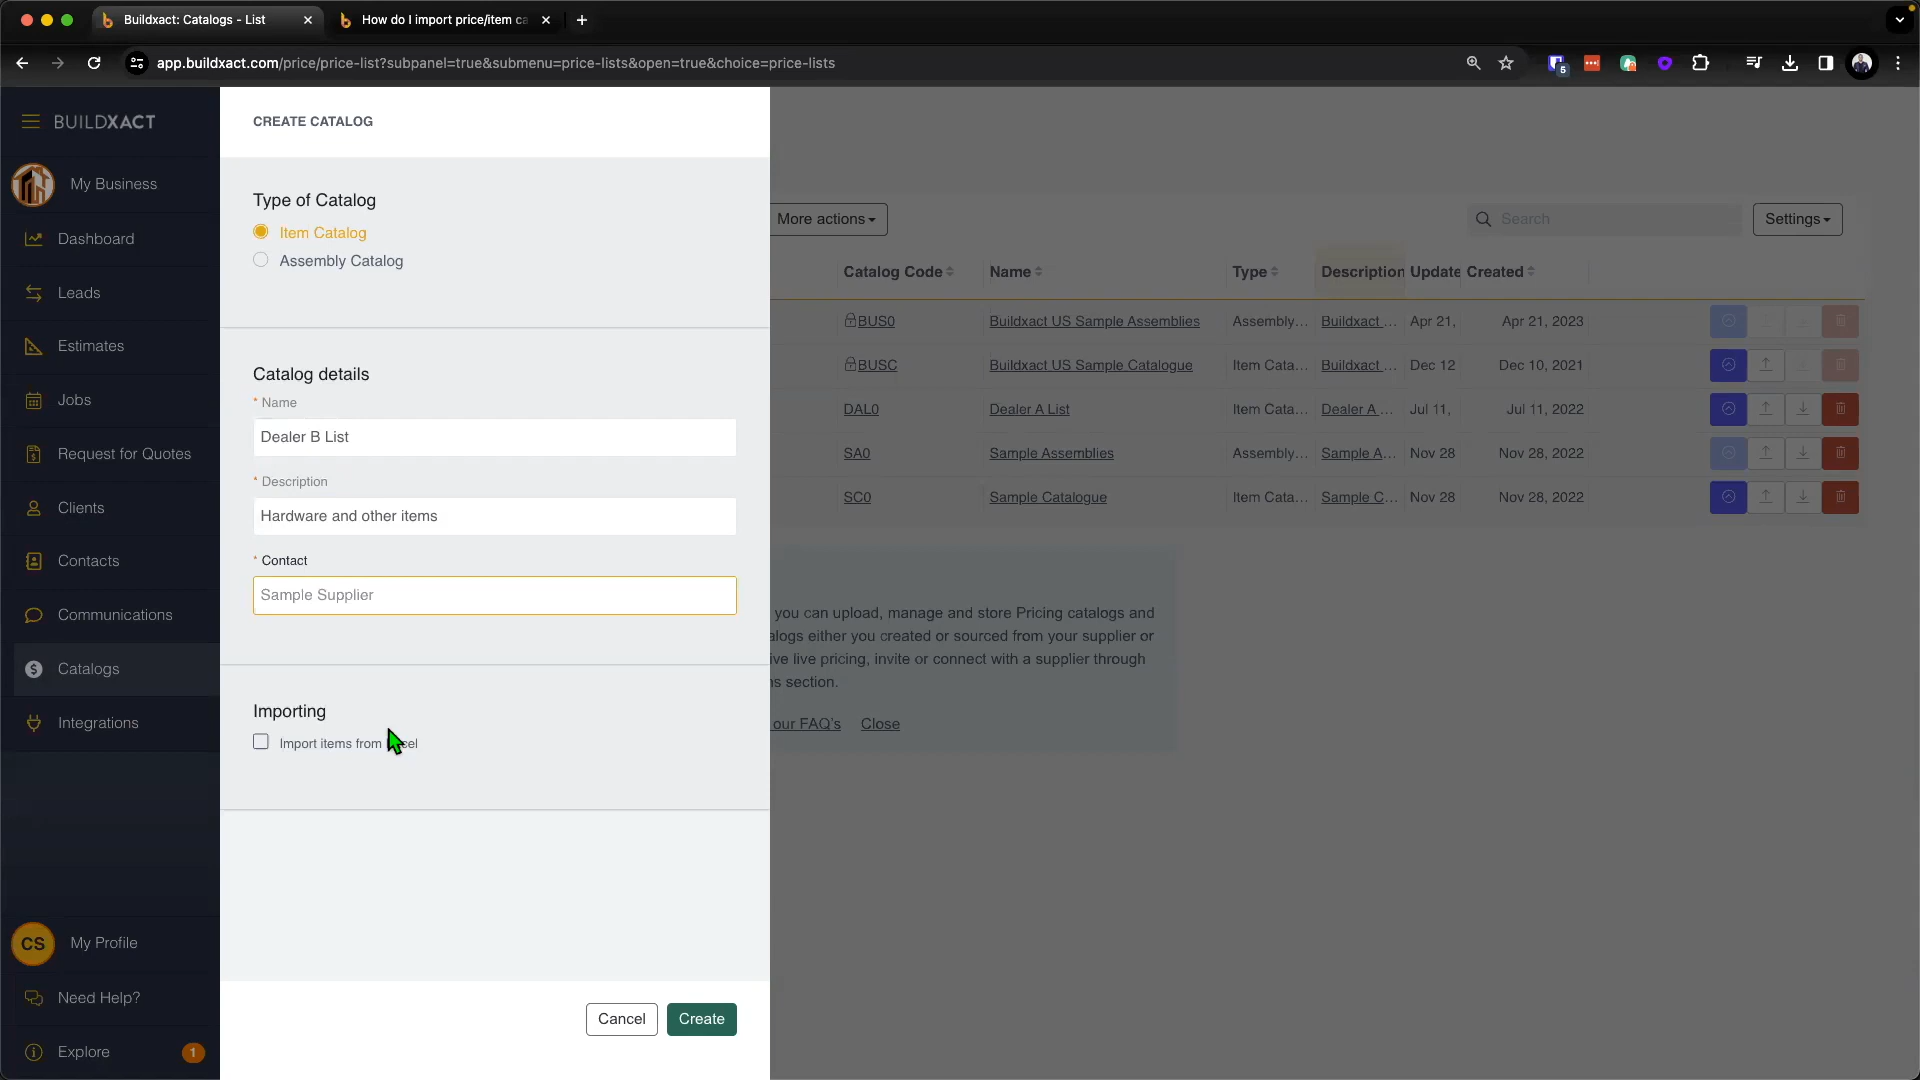 Buildxact: Catalogs - List
How do I import price/item ca
app.buildxact.com/price/price-list?subpanel=true&submenu=price-lists&open=true&choice=price-lists
5
BUILDXACT
My Business
Dashboard
Leads
Estimates
Jobs
Request for Quotes
Clients
Contacts
Communications
Catalogs
Integrations
CS My Profile
Need Help?
Explore 1
CREATE CATALOG
Type of Catalog
Item Catalog
Assembly Catalog
Catalog details
* Name
Dealer B List
* Description
Hardware and other items
* Contact
Sample Supplier
Importing
Import items from cel
Cancel Create
More actions
Search
Settings
Catalog Code Name Type Description Update Created
BUS0 Buildxact US Sample Assemblies Assembly... Buildxact ... Apr 21, Apr 21, 2023
BUSC Buildxact US Sample Catalogue Item Cata... Buildxact ... Dec 12 Dec 10, 2021
DAL0 Dealer A List Item Cata... Dealer A ... Jul 11, Jul 11, 2022
SA0 Sample Assemblies Assembly... Sample A... Nov 28 Nov 28, 2022
SC0 Sample Catalogue Item Cata... Sample C... Nov 28 Nov 28, 2022
you can upload, manage and store Pricing catalogs and
alogs either you created or sourced from your supplier or
ive live pricing, invite or connect with a supplier through
ns section.
our FAQ's Close